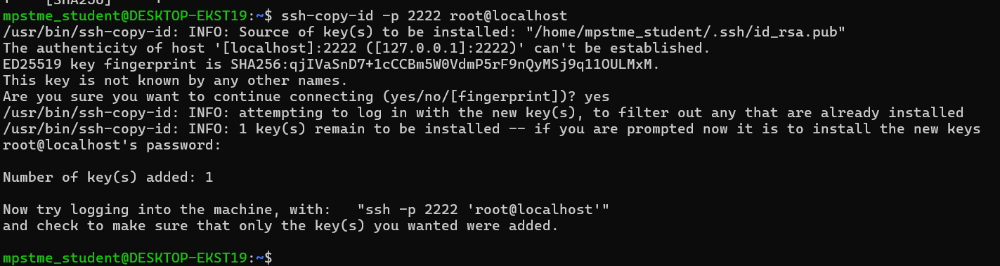 [SHA256]
mpstme_student@DESKTOP-EKST19:~$ ssh-copy-id -p 2222 root@localhost
/usr/bin/ssh-copy-id: INFO: Source of key(s) to be installed: "/home/mpstme_student/.ssh/id_rsa.pub"
The authenticity of host '[localhost]:2222 ([127.0.0.1]:2222)' can't be established.
ED25519 key fingerprint is SHA256:qjIVaSnD7+1cCCBm5W0VdmP5rF9nQyMSj9q11OULMxM.
This key is not known by any other names.
Are you sure you want to continue connecting (yes/no/[fingerprint])? yes
/usr/bin/ssh-copy-id: INFO: attempting to log in with the new key(s), to filter out any that are already installed
/usr/bin/ssh-copy-id: INFO: 1 key(s) remain to be installed -- if you are prompted now it is to install the new keys
root@localhost's password:
Number of key(s) added: 1
Now try logging into the machine, with:   "ssh -p 2222 'root@localhost'"
and check to make sure that only the key(s) you wanted were added.
mpstme_student@DESKTOP-EKST19:~$